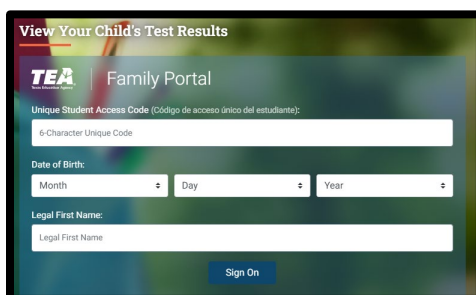 View Your Child's Test Results
TEA Family Portal
Texas Education Agency
Unique Student Access Code (Código de acceso único del estudiante):
6-Character Unique Code
Date of Birth:
Month Day Year
Legal First Name:
Legal First Name
Sign On